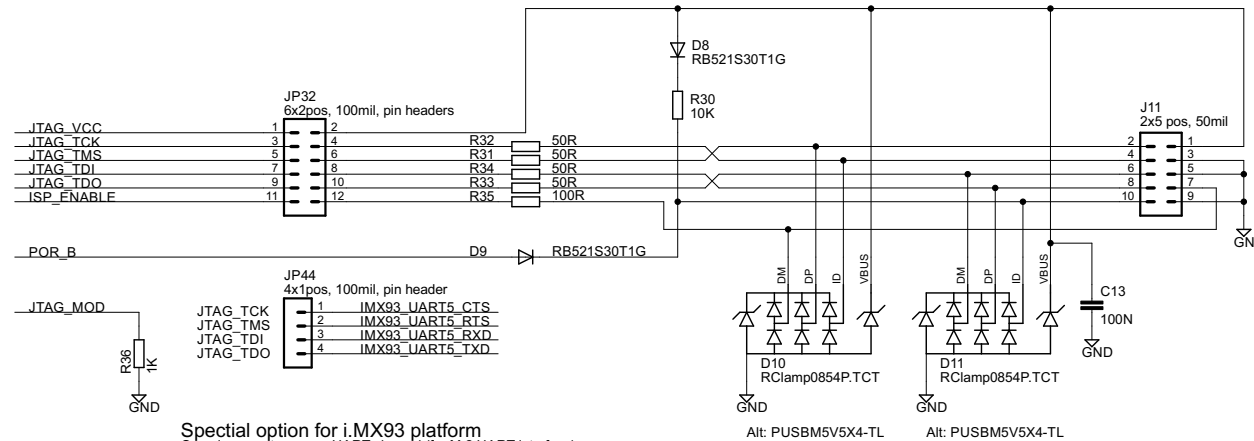 D8
RB521S30T1G
R30
10K
JP32
6x2pos, 100mil, pin headers
J11
2x5 pos, 50mil
JTAG_VCC 1 2
JTAG_TCK 3 4 R32 50R 2 1
JTAG_TMS 5 6 R31 50R 4 3
JTAG_TDI 7 8 R34 50R 6 5
JTAG_TDO 9 10 R33 50R 8 7
ISP_ENABLE 11 12 R35 100R 10 9
GN
POR_B D9 RB521S30T1G
JP44
4x1pos, 100mil, pin header
JTAG_MOD
JTAG_TCK 1 IMX93_UART5_CTS
JTAG_TMS 2 IMX93_UART5_RTS
JTAG_TDI 3 IMX93_UART5_RXD
JTAG_TDO 4 IMX93_UART5_TXD
R36
1K
GND
DM
DP
ID
VBUS
DM
DP
ID
VBUS
C13
100N
GND
D10
RClamp0854P.TCT
D11
RClamp0854P.TCT
GND
GND
Alt: PUSBM5V5X4-TL
Alt: PUSBM5V5X4-TL
Spectial option for i.MX93 platform